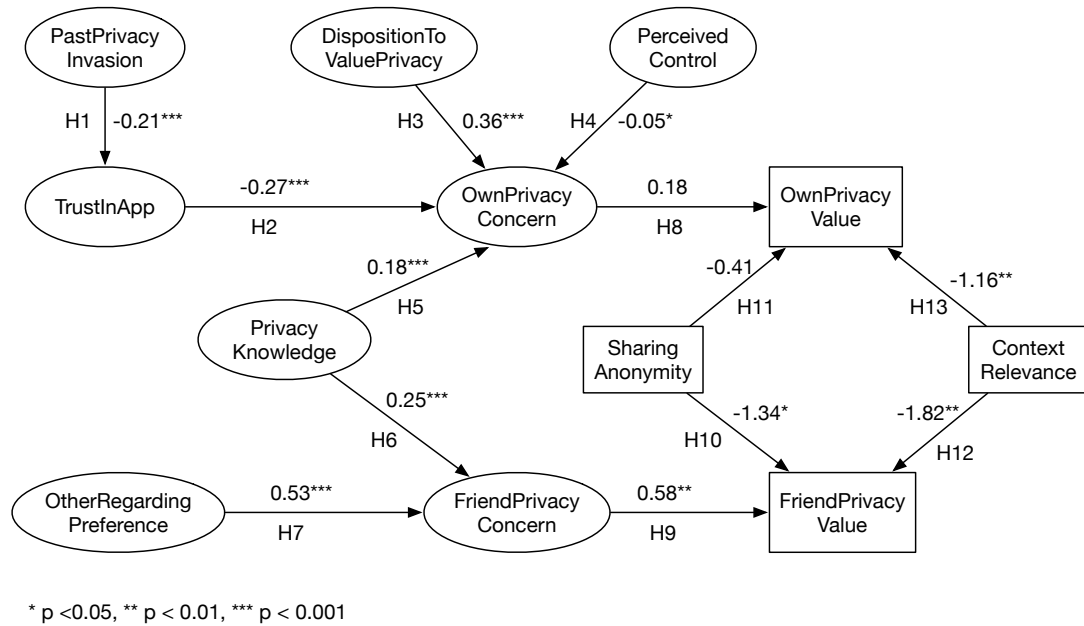 PastPrivacy
Invasion
DispositionTo
ValuePrivacy
Perceived
Control
H1
-0.21***
H3
0.36***
H4
-0.05*
TrustInApp
-0.27***
H2
OwnPrivacy
Concern
0.18
H8
OwnPrivacy
Value
0.18***
H5
-0.41
H11
-1.16**
H13
Privacy
Knowledge
Sharing
Anonymity
Context
Relevance
0.25***
H6
-1.34*
H10
-1.82**
H12
OtherRegarding
Preference
0.53***
H7
FriendPrivacy
Concern
0.58**
H9
FriendPrivacy
Value
* p <0.05, ** p < 0.01, *** p < 0.001